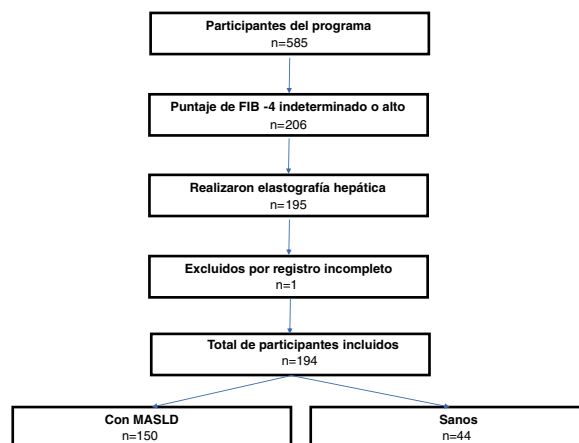 Participantes del programa
n=585
Puntaje de FIB -4 indeterminado o alto
n=206
Realizaron elastografía hepática
n=195
Excluidos por registro incompleto
n=1
Total de participantes incluidos
n=194
Con MASLD
n=150
Sanos
n=44